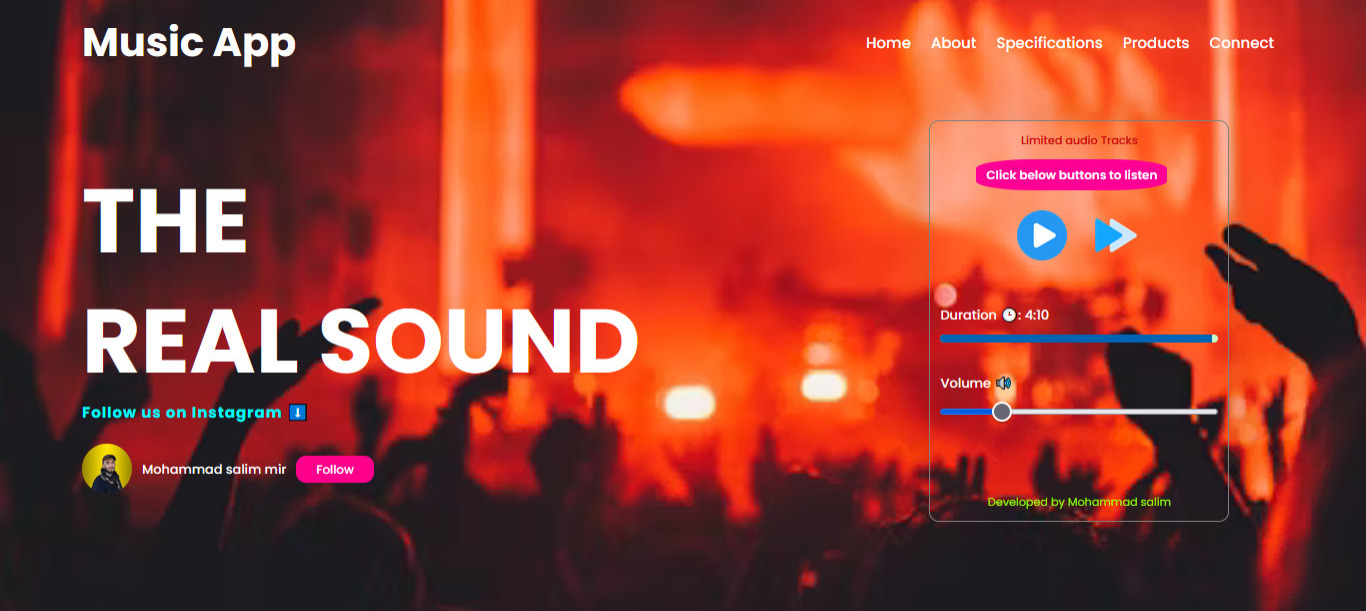 Music App
Home About Specifications Products Connect
THE
REAL SOUND
Follow us on Instagram ⬇️
Mohammad salim mir Follow
Limited audio Tracks
Click below buttons to listen
Duration 🕒: 4:10
Volume 🔊
Developed by Mohammad salim